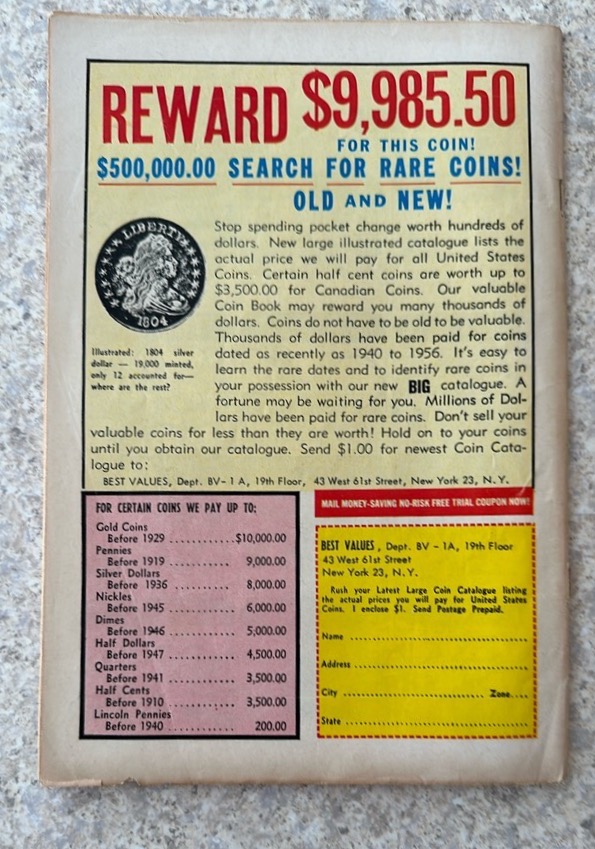 REWARD $9,985.50
FOR THIS COIN!
$500,000.00 SEARCH FOR RARE COINS!
OLD AND NEW!
LIBERTY
1804
Illustrated: 1804 silver
dollar — 19,000 minted,
only 12 accounted for—
where are the rest?
Stop spending pocket change worth hundreds of
dollars. New large illustrated catalogue lists the
actual price we will pay for all United States
Coins. Certain half cent coins are worth up to
$3,500.00 for Canadian Coins. Our valuable
Coin Book may reward you many thousands of
dollars. Coins do not have to be old to be valuable.
Thousands of dollars have been paid for coins
dated as recently as 1940 to 1956. It's easy to
learn the rare dates and to identify rare coins in
your possession with our new BIG catalogue. A
fortune may be waiting for you. Millions of Dol-
lars have been paid for rare coins. Don't sell your
valuable coins for less than they are worth! Hold on to your coins
until you obtain our catalogue. Send $1.00 for newest Coin Cata-
logue to:
BEST VALUES, Dept. BV-1 A, 19th Floor, 43 West 61st Street, New York 23, N.Y.
FOR CERTAIN COINS WE PAY UP TO:
Gold Coins
Before 1929 ............ $10,000.00
Pennies
Before 1919 ............ 9,000.00
Silver Dollars
Before 1936 ............ 8,000.00
Nickles
Before 1945 ............ 6,000.00
Dimes
Before 1946 ............ 5,000.00
Half Dollars
Before 1947 ............ 4,500.00
Quarters
Before 1941 ............ 3,500.00
Half Cents
Before 1910 ............ 3,500.00
Lincoln Pennies
Before 1940 ............ 200.00
MAIL MONEY-SAVING NO-RISK FREE TRIAL COUPON NOW!
BEST VALUES, Dept. BV - 1A, 19th Floor
43 West 61st Street
New York 23, N.Y.
Rush your Latest Large Coin Catalogue listing
the actual prices you will pay for United States
Coins. I enclose $1. Send Postage Prepaid.
Name ............
Address ............
City ............ Zone....
State ............